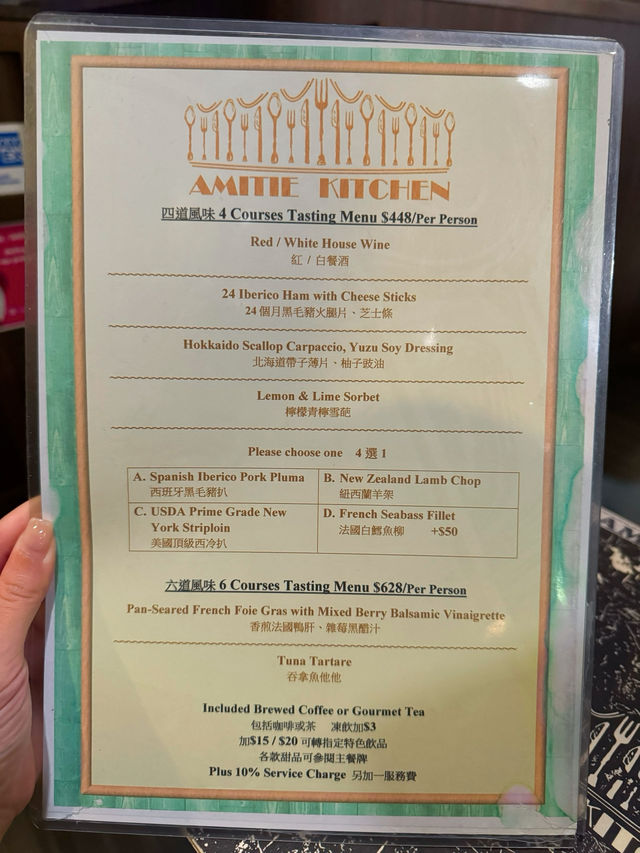 AMITIE KITCHEN
四道風味 4 Courses Tasting Menu $448/Per Person
Red / White House Wine
紅 / 白餐酒
24 Iberico Ham with Cheese Sticks
24 個月黑毛豬火腿片、芝士條
Hokkaido Scallop Carpaccio, Yuzu Soy Dressing
北海道帶子薄片、柚子豉油
Lemon & Lime Sorbet
檸檬青檸雪葩
Please choose one 4 選 1
A. Spanish Iberico Pork Pluma
西班牙黑毛豬扒
B. New Zealand Lamb Chop
紐西蘭羊架
C. USDA Prime Grade New
York Striploin
美國頂級西冷扒
D. French Seabass Fillet
法國白鱈魚柳 +$50
六道風味 6 Courses Tasting Menu $628/Per Person
Pan-Seared French Foie Gras with Mixed Berry Balsamic Vinaigrette
香煎法國鴨肝、雜莓黑醋汁
Tuna Tartare
吞拿魚他他
Included Brewed Coffee or Gourmet Tea
包括咖啡或茶 凍飲加$3
加$15 / $20 可轉指定特色飲品
各款甜品可參閱主餐牌
Plus 10% Service Charge 另加一服務費